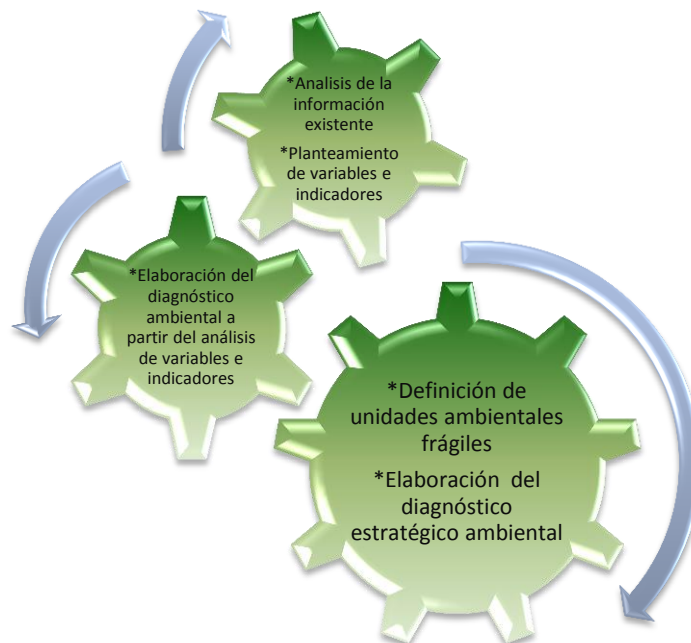 *Analisis de la
información
existente
*Planteamiento
de variables e
indicadores
*Elaboración del
diagnóstico
ambiental a
partir del análisis
de variables e
indicadores
*Definición de
unidades ambientales
frágiles
*Elaboración del
diagnóstico
estratégico ambiental